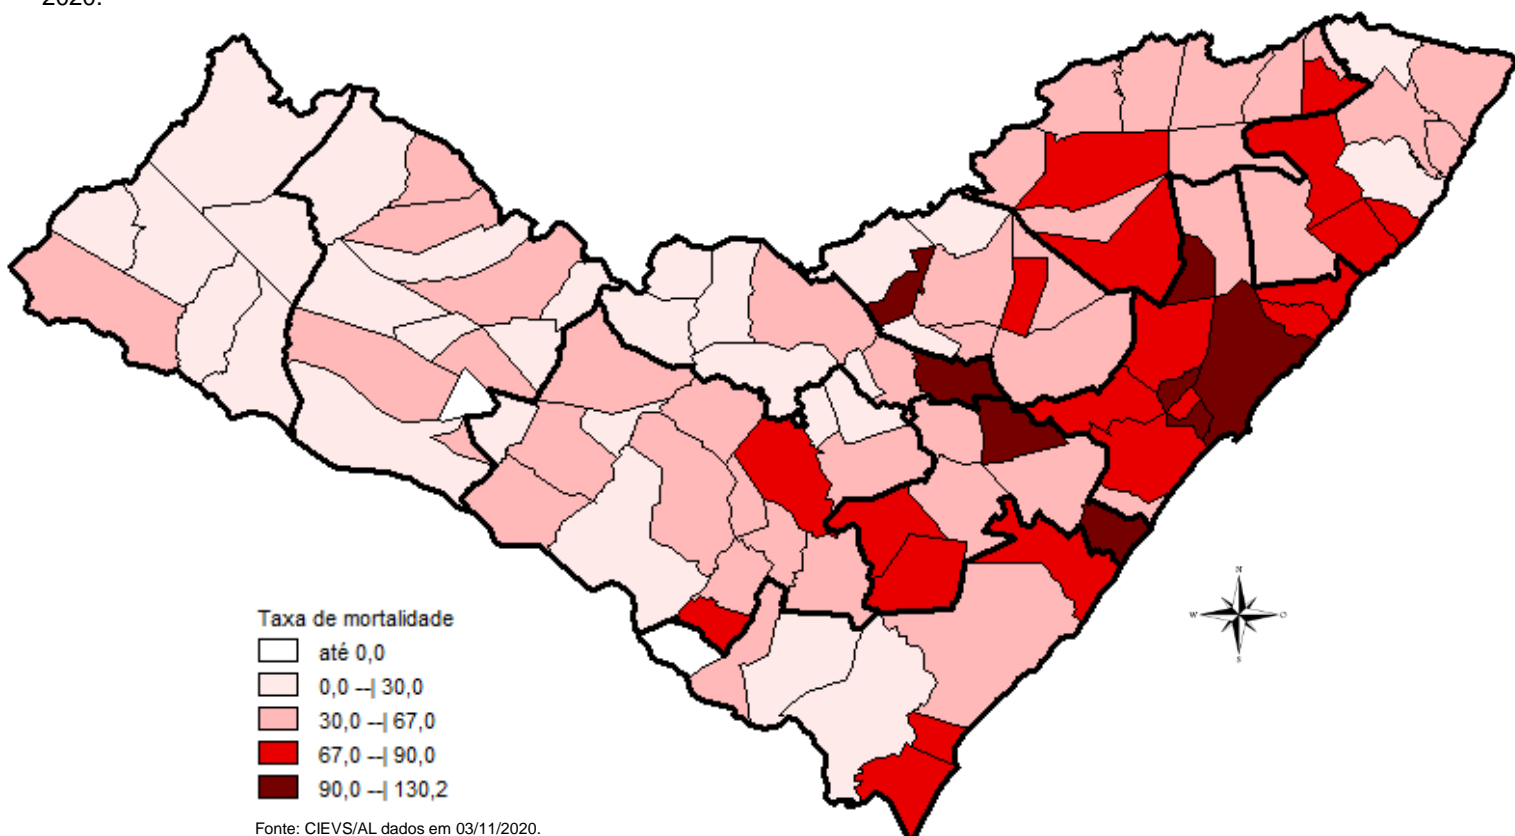 2020.
N
W O
S
Taxa de mortalidade
até 0,0
0,0 --| 30,0
30,0 --| 67,0
67,0 --| 90,0
90,0 --| 130,2
Fonte: CIEVS/AL dados em 03/11/2020.